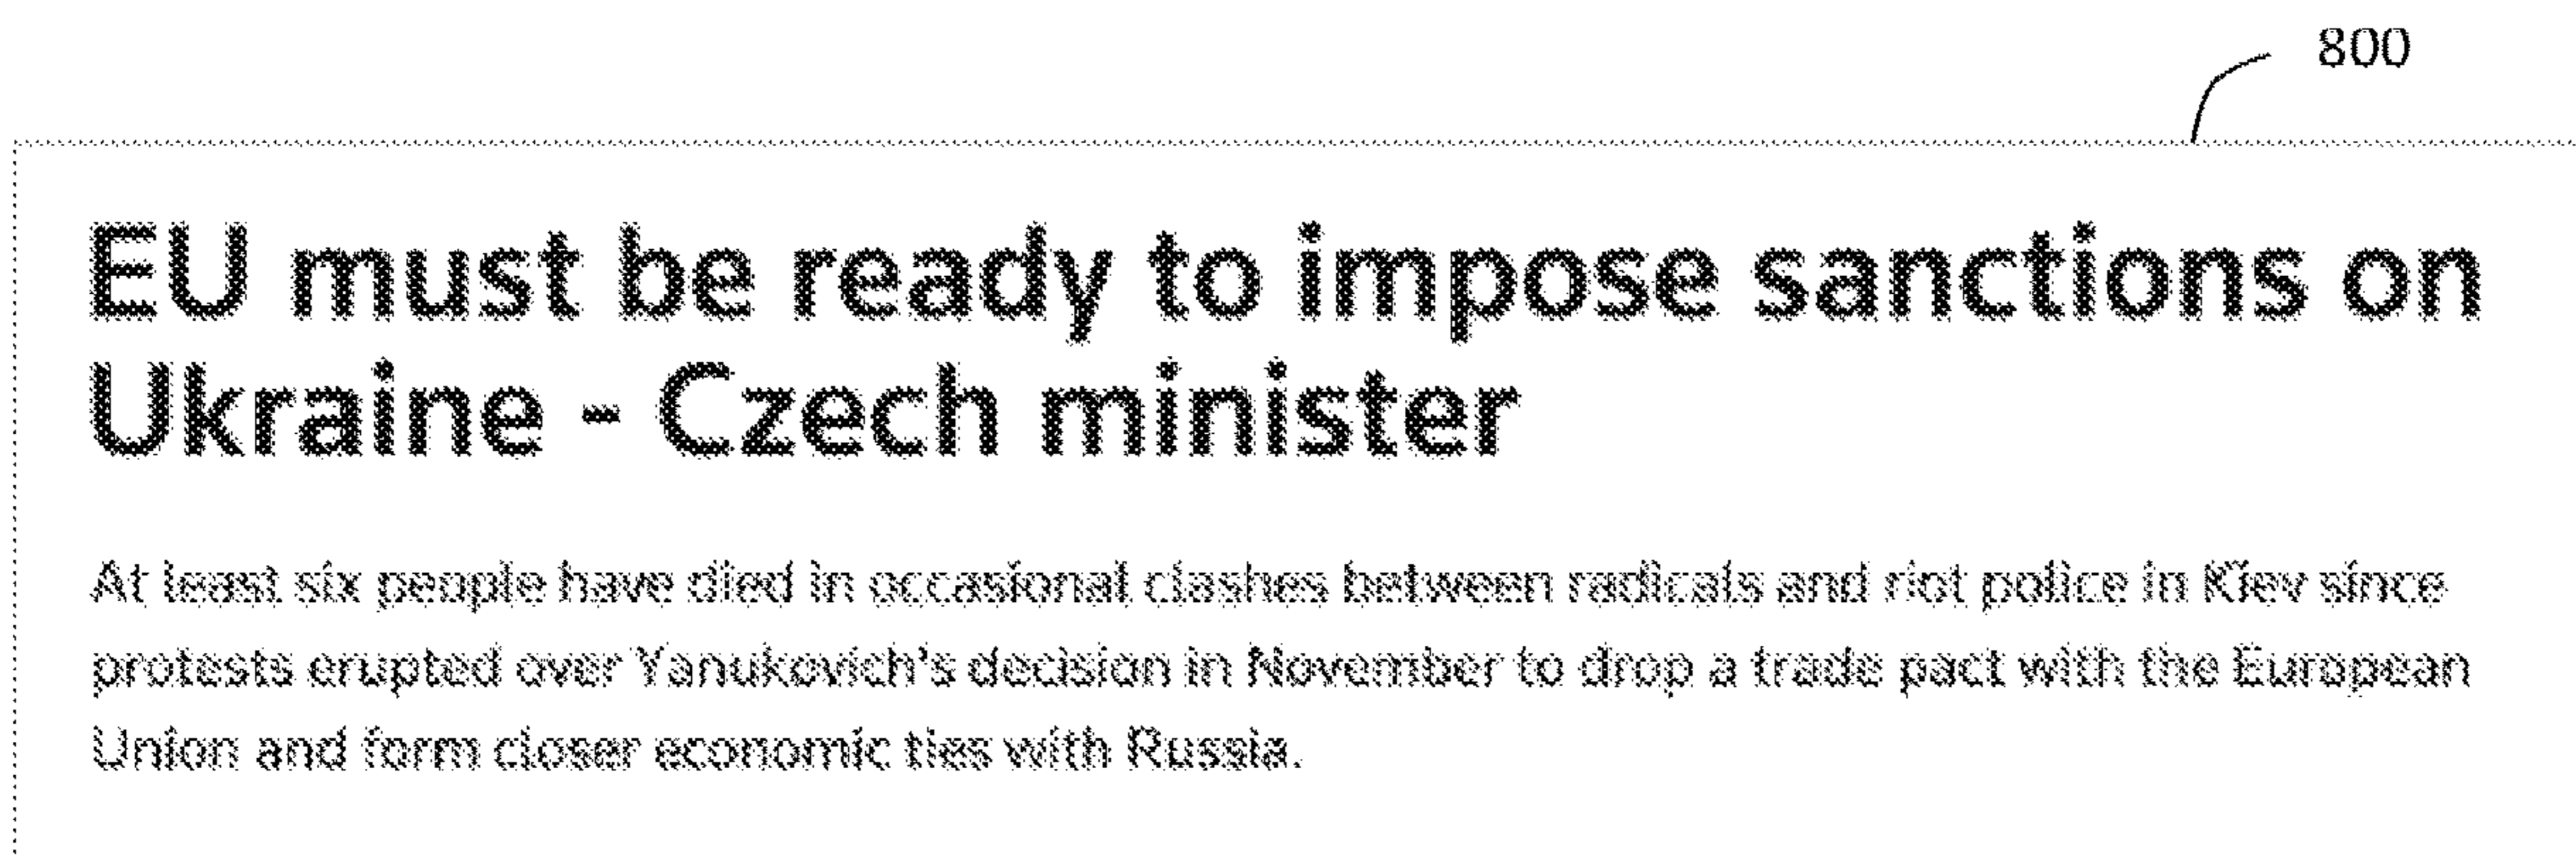 800
EU must be ready to impose sanctions on
Ukraine - Czech minister
At least six people have died in occasional clashes between radicals and riot police in Kiev since
protests erupted over Yanukovich's decision in November to drop a trade pact with the European
Union and form closer economic ties with Russia.